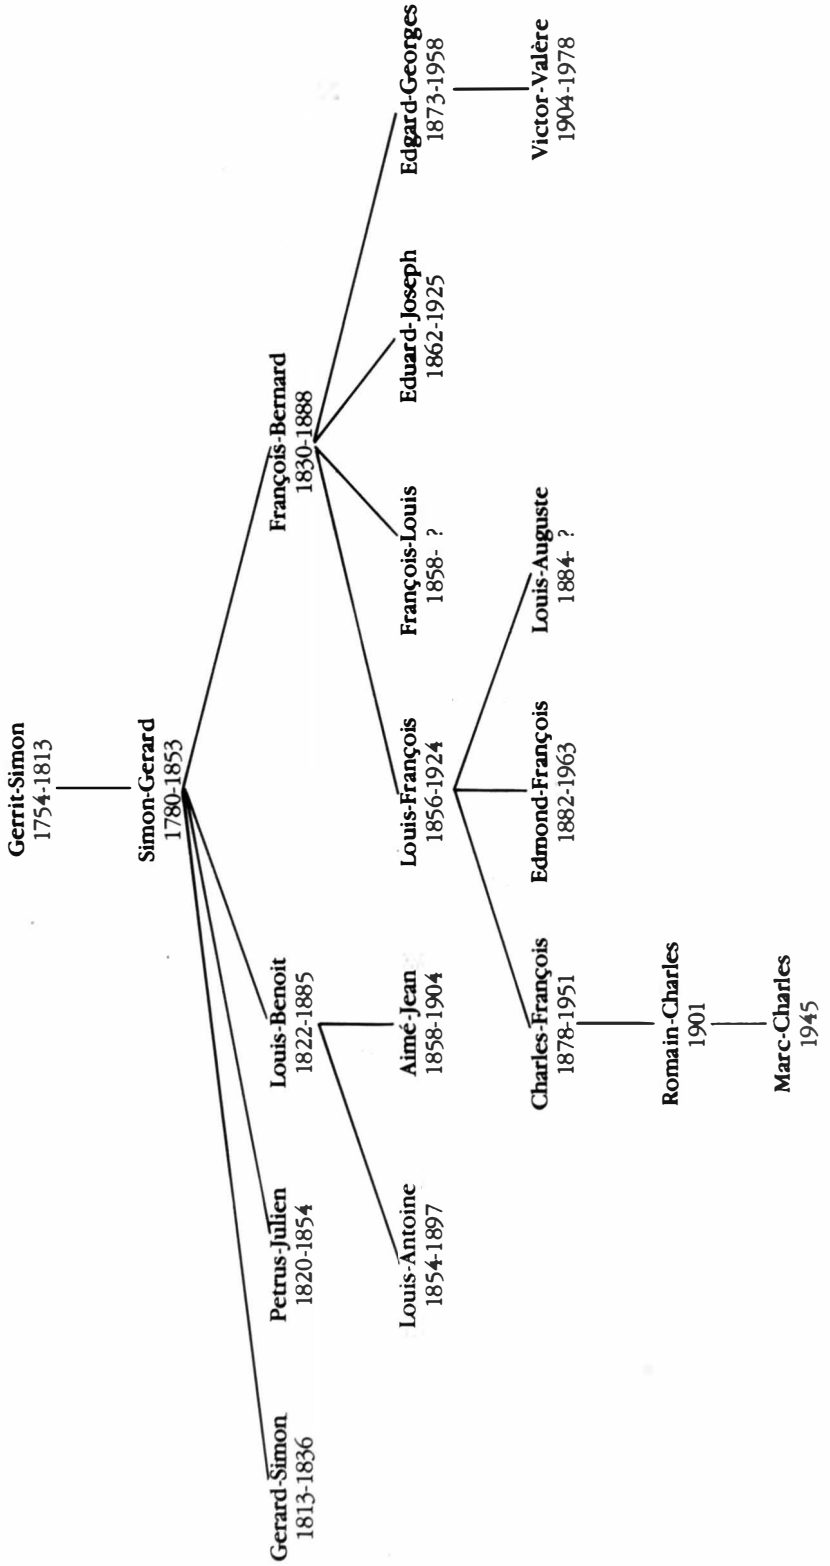 Gerrit-Simon
1754-1813
Simon-Gerard
1780-1853
Gerard-Simon
1813-1836
Petrus-Julien
1820-1854
Louis-Benoit
1822-1885
François-Bernard
1830-1888
Louis-Antoine
1854-1897
Aimé-Jean
1858-1904
Louis-François
1856-1924
François-Louis
1858- ?
Eduard-Joseph
1862-1925
Edgard-Georges
1873-1958
Charles-François
1878-1951
Edmond-François
1882-1963
Louis-Auguste
1884- ?
Victor-Valère
1904-1978
Romain-Charles
1901
Marc-Charles
1945